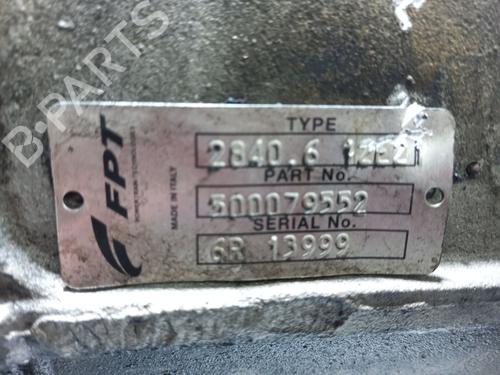 B-PARTS
FPT
POWERTRAIN TECHNOLOGIES
MADE IN ITALY
TYPE
2840.6
PART No.
500079552
SERIAL No.
6R 13999